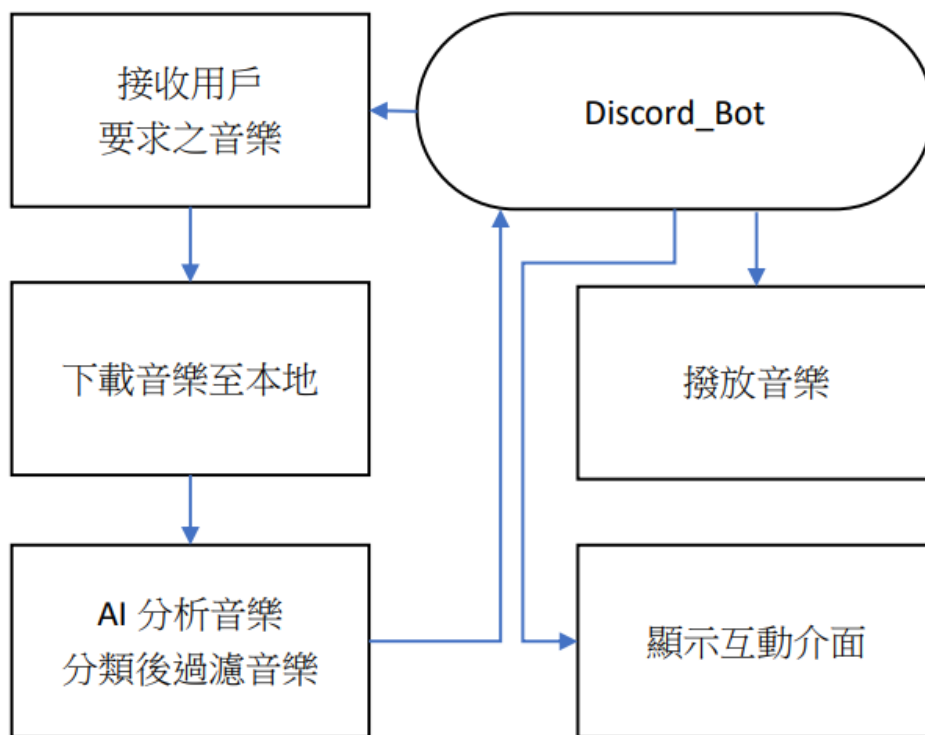 接收用戶
要求之音樂
Discord_Bot
下載音樂至本地
撥放音樂
AI 分析音樂
分類後過濾音樂
顯示互動介面